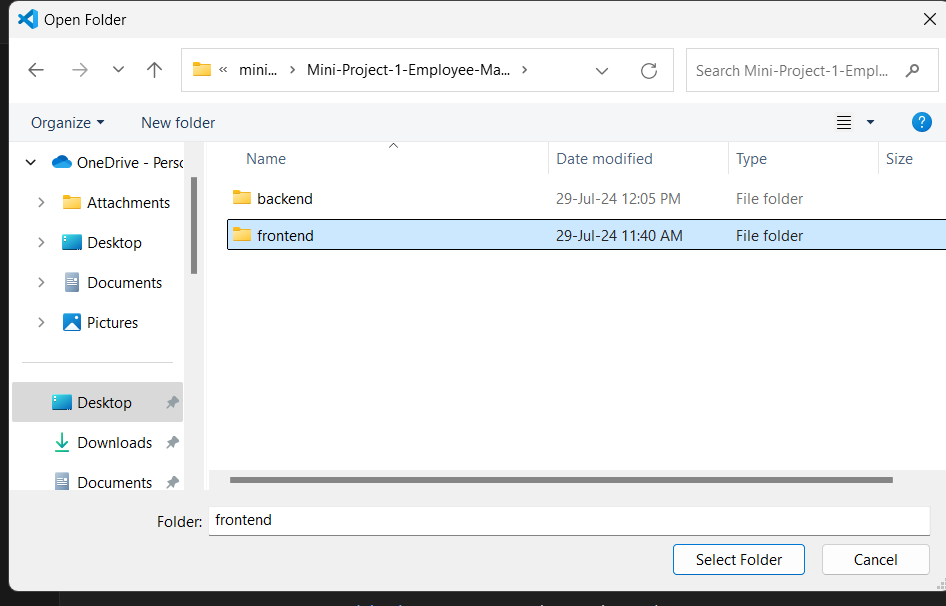 Open Folder
« mini... > Mini-Project-1-Employee-Ma... >
Search Mini-Project-1-Empl...
Organize New folder
?
OneDrive - Perso
Attachments
Desktop
Documents
Pictures
Desktop
Downloads
Documents
Name Date modified Type Size
backend 29-Jul-24 12:05 PM File folder
frontend 29-Jul-24 11:40 AM File folder
Folder: frontend
Select Folder Cancel